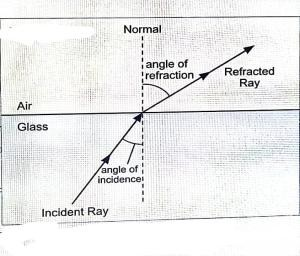 Normal
angle of
refraction
Refracted
Ray
Air
Glass
angle of
incidence
Incident Ray